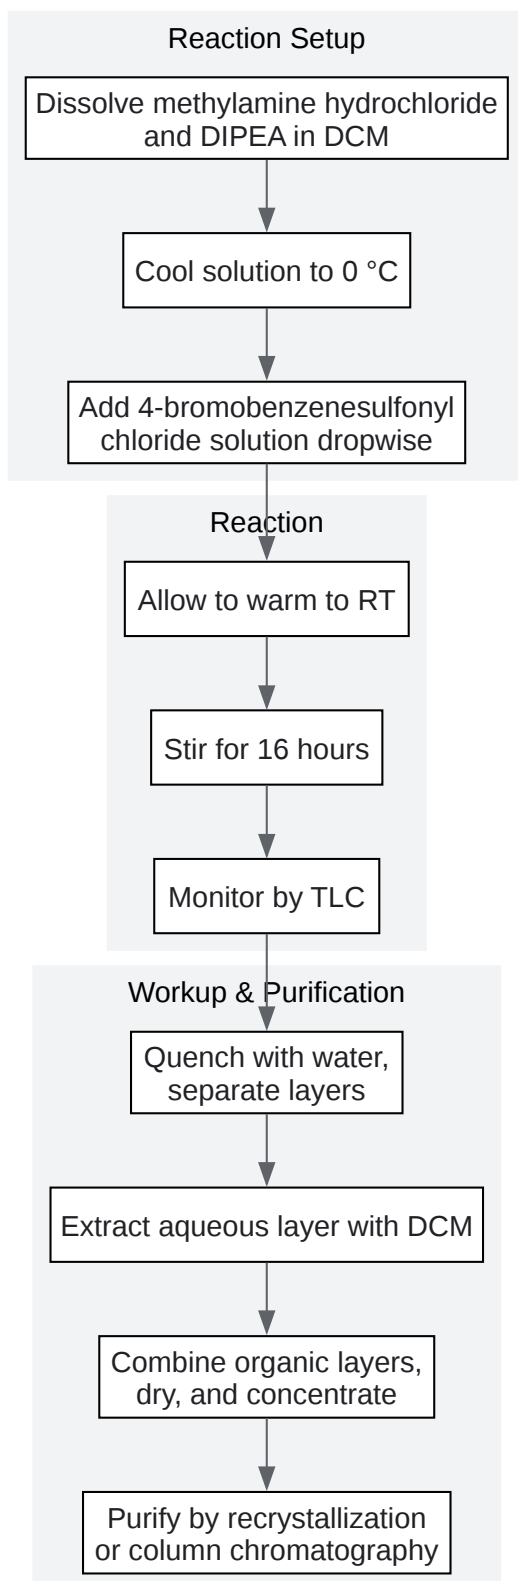 Reaction Setup
Dissolve methylamine hydrochloride
and DIPEA in DCM
Cool solution to 0 °C
Add 4-bromobenzenesulfonyl
chloride solution dropwise
Reaction
Allow to warm to RT
Stir for 16 hours
Monitor by TLC
Workup & Purification
Quench with water,
separate layers
Extract aqueous layer with DCM
Combine organic layers,
dry, and concentrate
Purify by recrystallization
or column chromatography